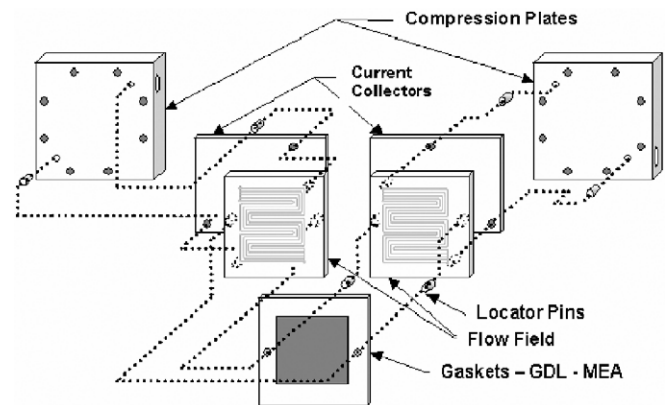 Compression Plates
Current
Collectors
Locator Pins
Flow Field
Gaskets – GDL - MEA